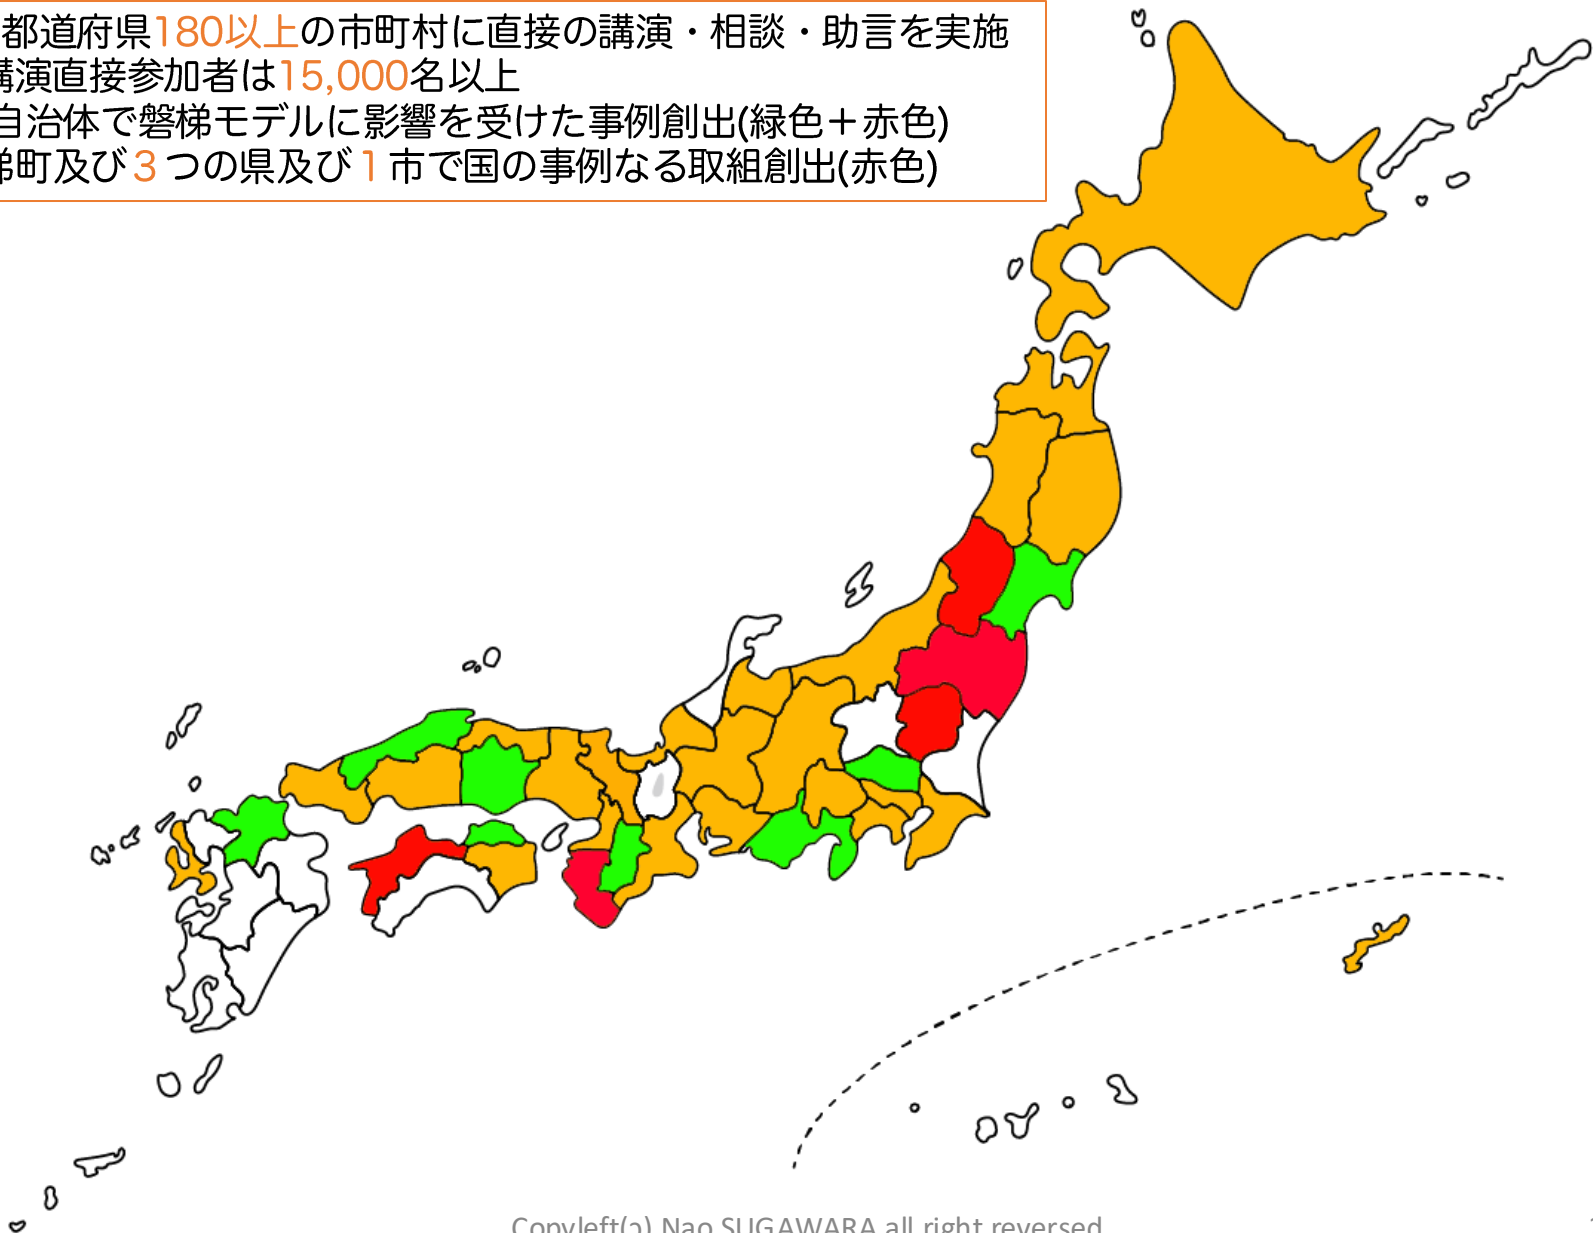 都道府県180以上の市町村に直接の講演・相談・助言を実施
講演直接参加者は15,000名以上
自治体で磐梯モデルに影響を受けた事例創出(緑色＋赤色)
梯町及び３つの県及び１市で国の事例なる取組創出(赤色)
Copyleft(ɔ) Nao SUGAWARA all right reversed